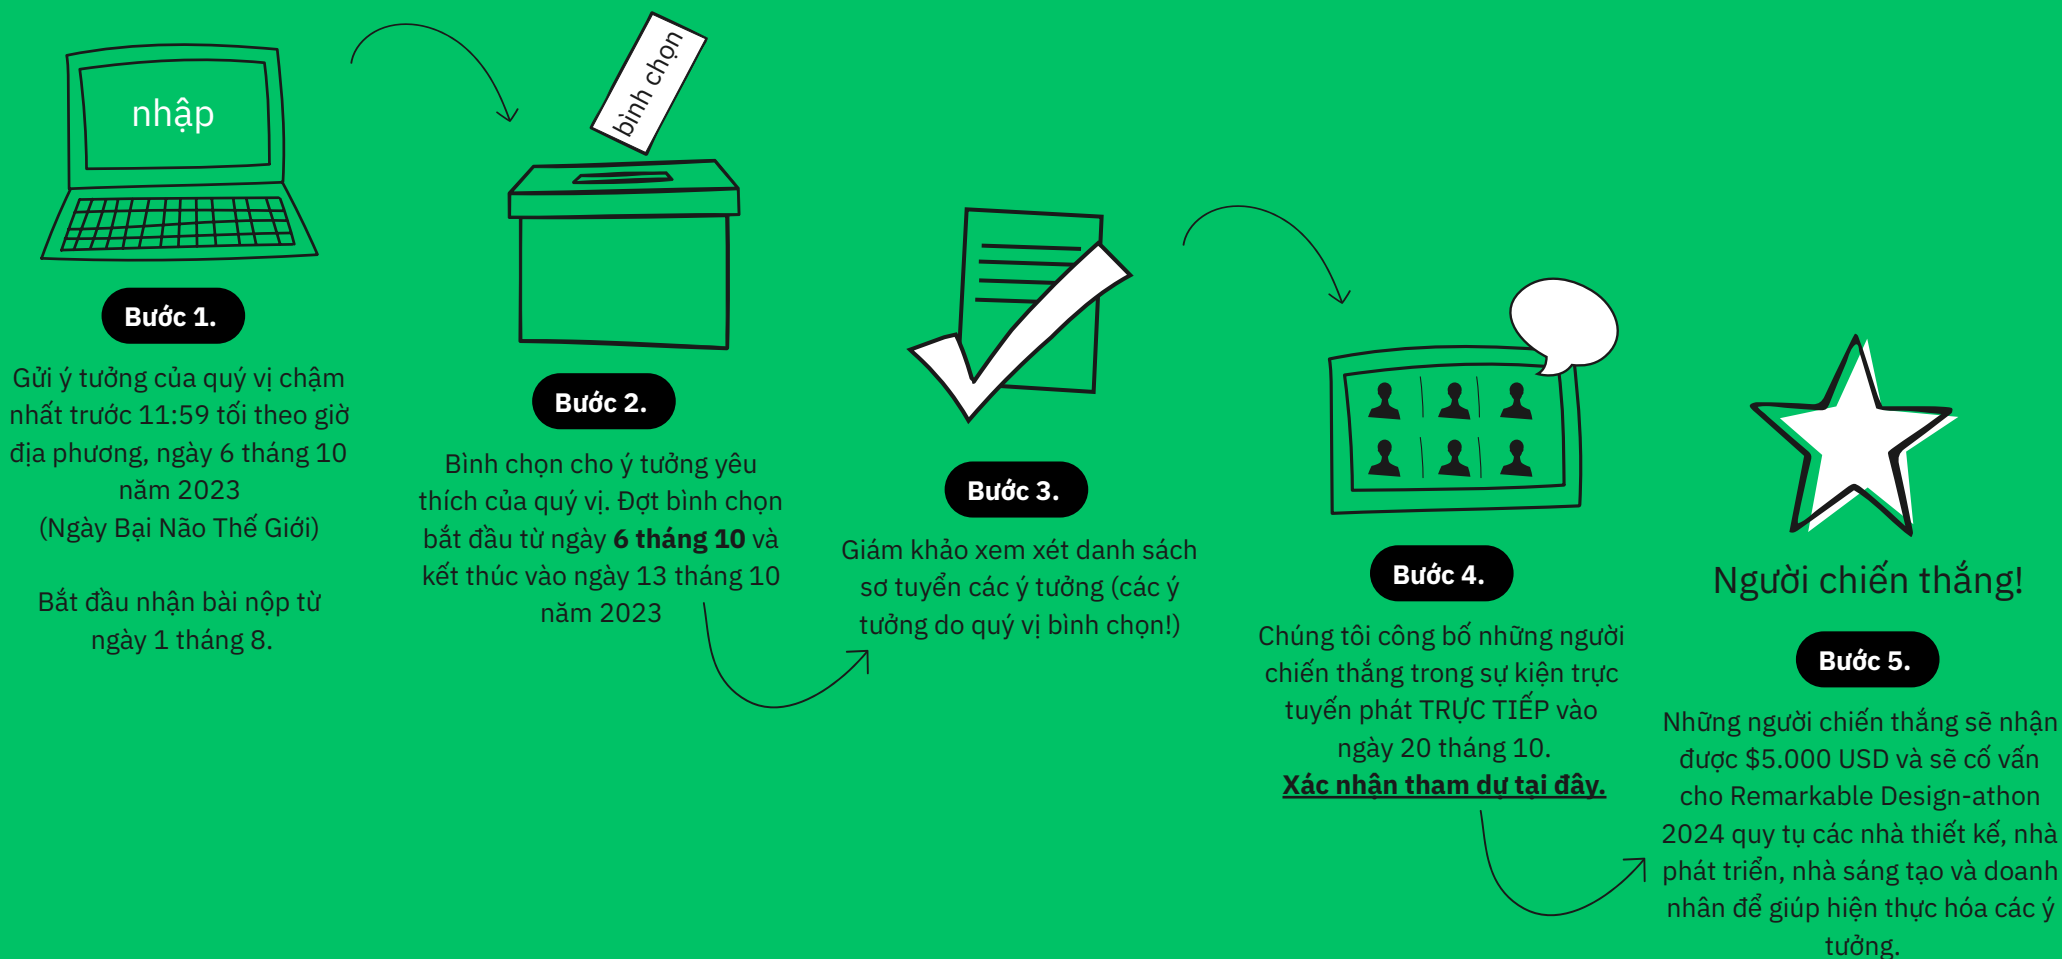 nhập
Bước 1.
Gửi ý tưởng của quý vị chậm
nhất trước 11:59 tối theo giờ
địa phương, ngày 6 tháng 10
năm 2023
(Ngày Bại Não Thế Giới)
Bắt đầu nhận bài nộp từ
ngày 1 tháng 8.
bình chọn
Bước 2.
Bình chọn cho ý tưởng yêu
thích của quý vị. Đợt bình chọn
bắt đầu từ ngày 6 tháng 10 và
kết thúc vào ngày 13 tháng 10
năm 2023
Bước 3.
Giám khảo xem xét danh sách
sơ tuyển các ý tưởng (các ý
tưởng do quý vị bình chọn!)
Bước 4.
Chúng tôi công bố những người
chiến thắng trong sự kiện trực
tuyến phát TRỰC TIẾP vào
ngày 20 tháng 10.
Xác nhận tham dự tại đây.
Người chiến thắng!
Bước 5.
Những người chiến thắng sẽ nhận
được $5.000 USD và sẽ cố vấn
cho Remarkable Design-athon
2024 quy tụ các nhà thiết kế, nhà
phát triển, nhà sáng tạo và doanh
nhân để giúp hiện thực hóa các ý
tưởng.